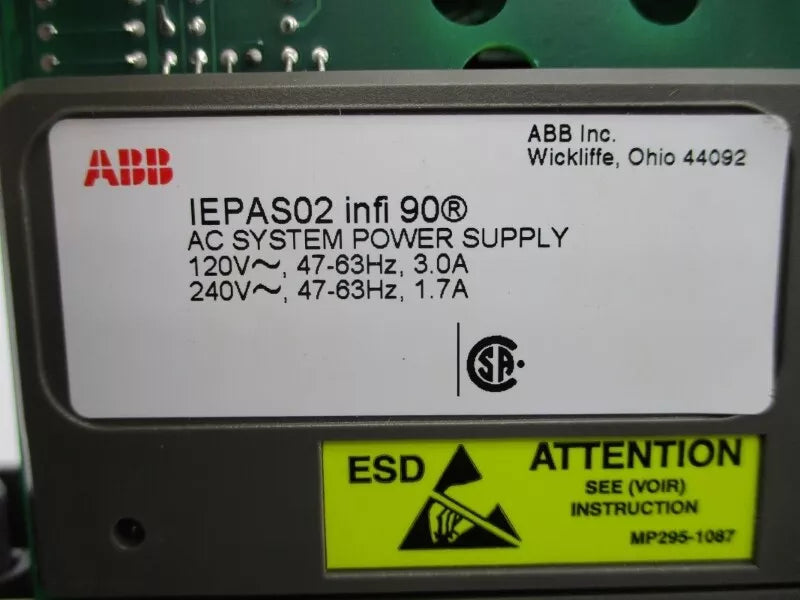 ABB
ABB Inc.
Wickliffe, Ohio 44092
IEPAS02 infi 90®
AC SYSTEM POWER SUPPLY
120V~, 47-63Hz, 3.0A
240V~, 47-63Hz, 1.7A
CSA
ESD
ATTENTION
SEE (VOIR)
INSTRUCTION
MP295-1087